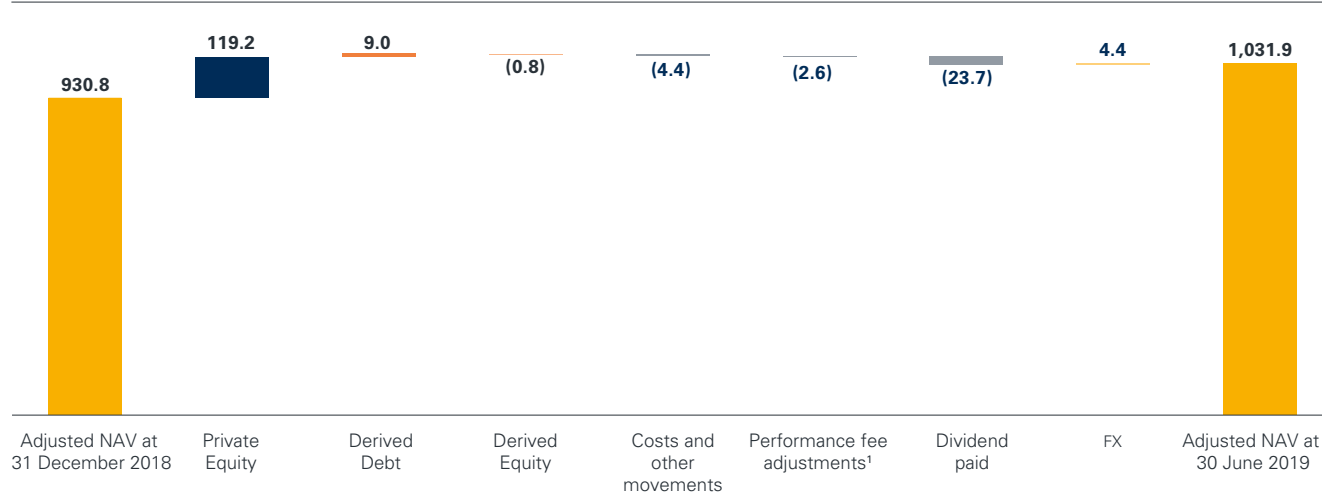 930.8
119.2
9.0
(0.8)
(4.4)
(2.6)
(23.7)
4.4
1,031.9
Adjusted NAV at
31 December 2018
Private
Equity
Derived
Debt
Derived
Equity
Costs and
other
movements
Performance fee
adjustments¹
Dividend
paid
FX
Adjusted NAV at
30 June 2019